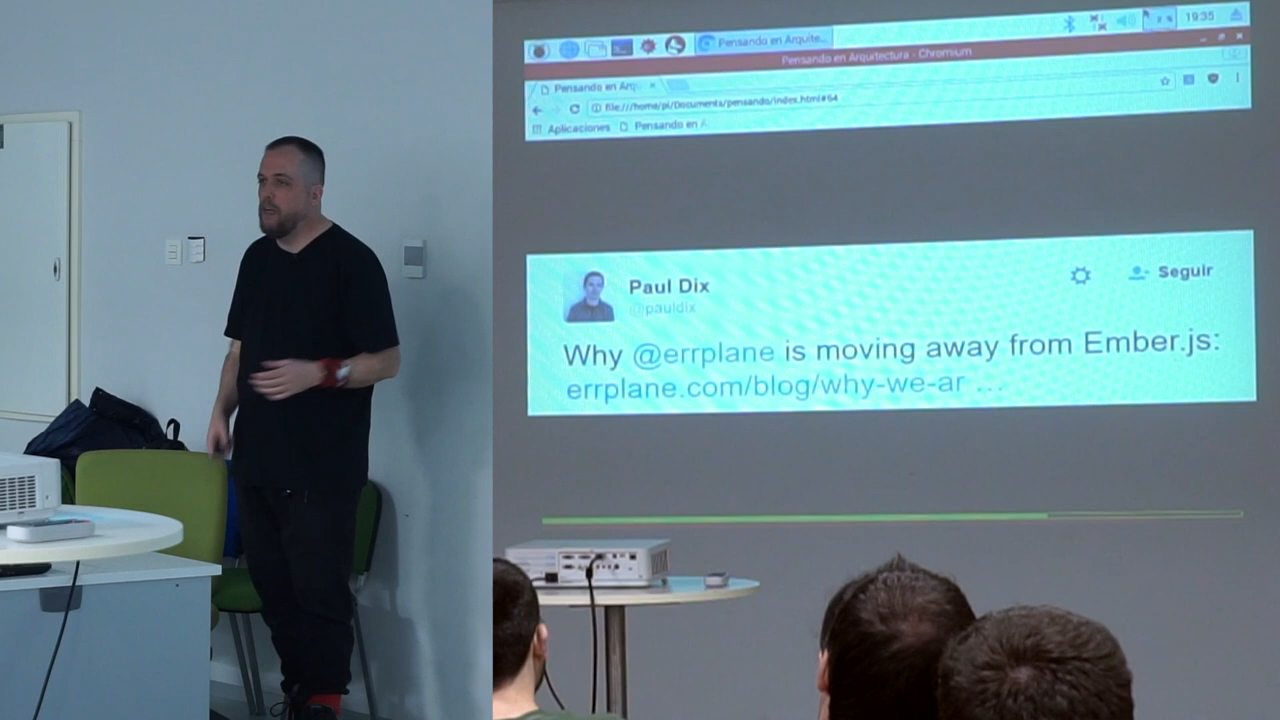 Pensando en Arquite...
19:35
Pensando en Arquitectura - Chromium
Pensando en Arq
file:///home/pi/Documents/pensando/index.html#64
Aplicaciones
Pensando en A
Paul Dix
@pauldix
Seguir
Why @errplane is moving away from Ember.js:
errplane.com/blog/why-we-ar ...